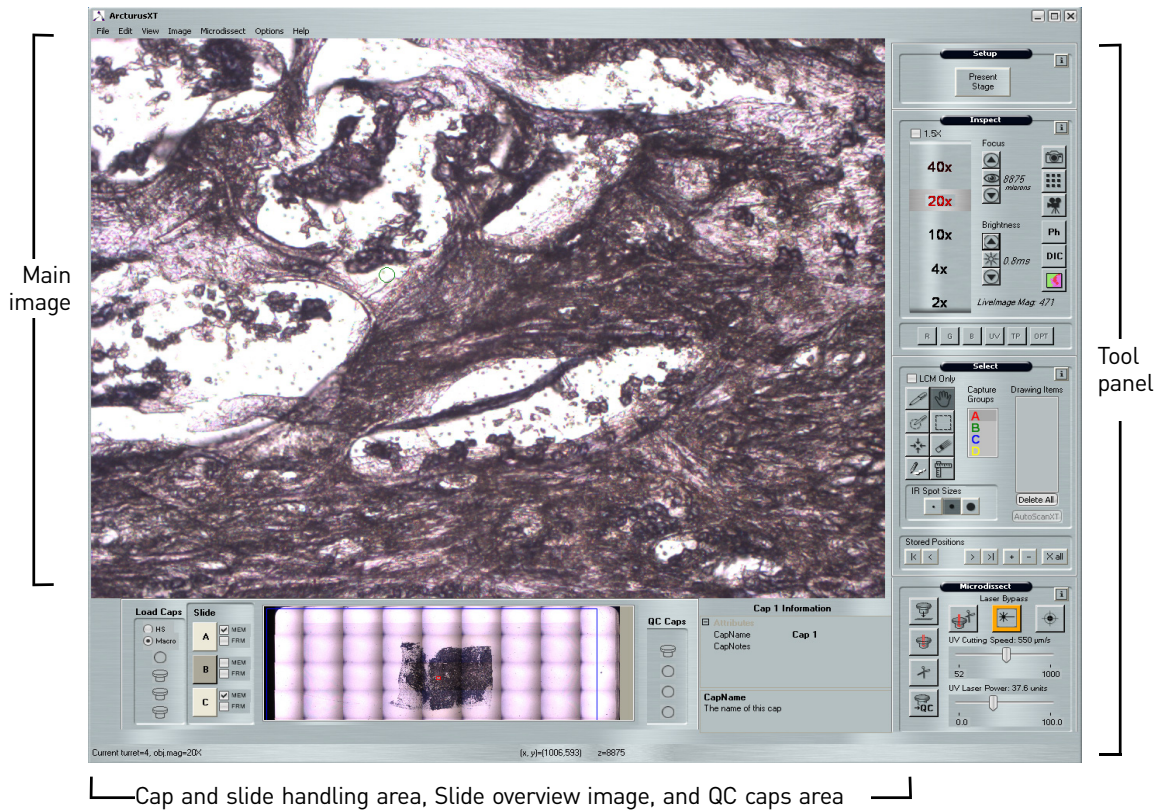 ArcturusXT
File Edit View Image Microdissect Options Help
Main
image
Setup
i
Present
Stage
Inspect
i
1.5X
40x
20x
10x
4x
2x
Focus
8875
microns
Brightness
0.8ms
Ph
DIC
LiveImage Mag: 471
R G B UV TP OPT
Select
i
LCM Only
Capture
Groups
Drawing Items
A
B
C
D
IR Spot Sizes
Delete All
AutoScanXT
Stored Positions
|< < > >| + - X all
Microdissect
i
Laser Bypass
UV Cutting Speed: 550 µm/s
52 1000
UV Laser Power: 37.6 units
0.0 100.0
→QC
Tool
panel
Load Caps
HS
Macro
Slide
A MEM
FRM
B MEM
FRM
C MEM
FRM
QC Caps
Cap 1 Information
Attributes
CapName Cap 1
CapNotes
CapName
The name of this cap
Current turret=4, obj.mag=20X (x, y)=(1006,593) z=8875
Cap and slide handling area, Slide overview image, and QC caps area